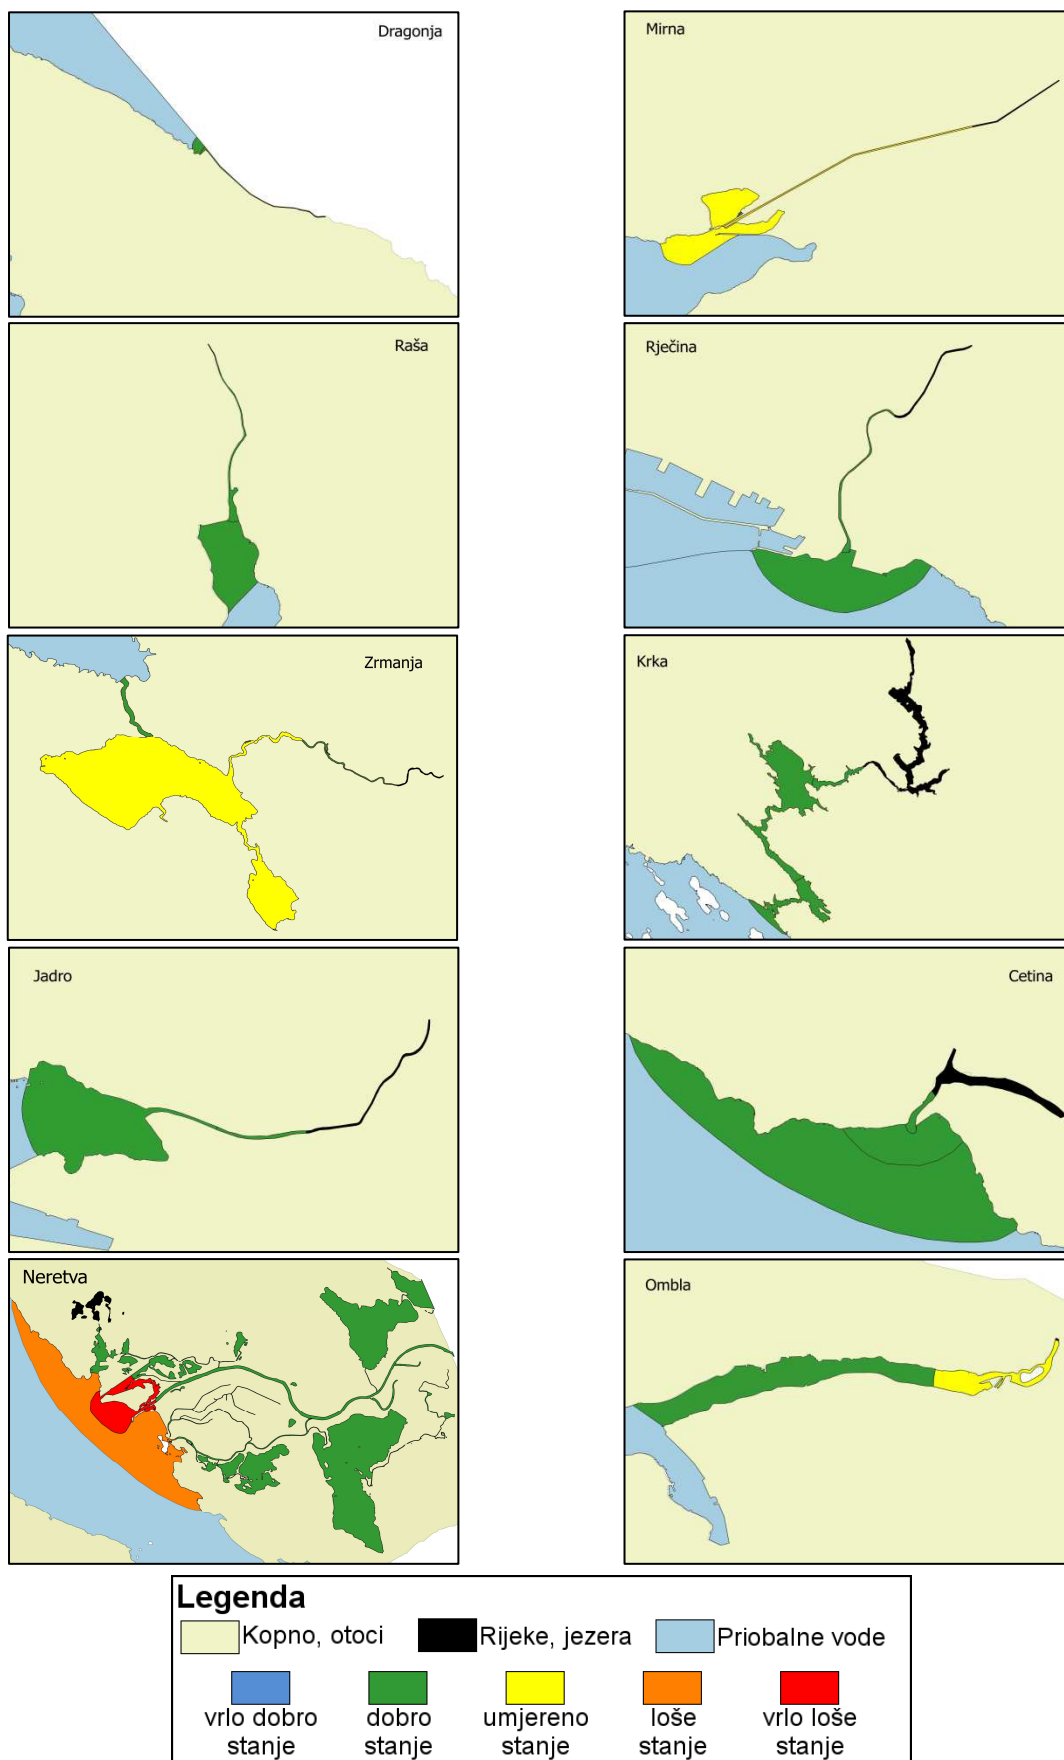 Dragonja
Mirna
Raša
Rječina
Zrmanja
Krka
Jadro
Cetina
Neretva
Ombla
Legenda
Kopno, otoci
Rijeke, jezera
Priobalne vode
vrlo dobro
stanje
dobro
stanje
umjereno
stanje
loše
stanje
vrlo loše
stanje